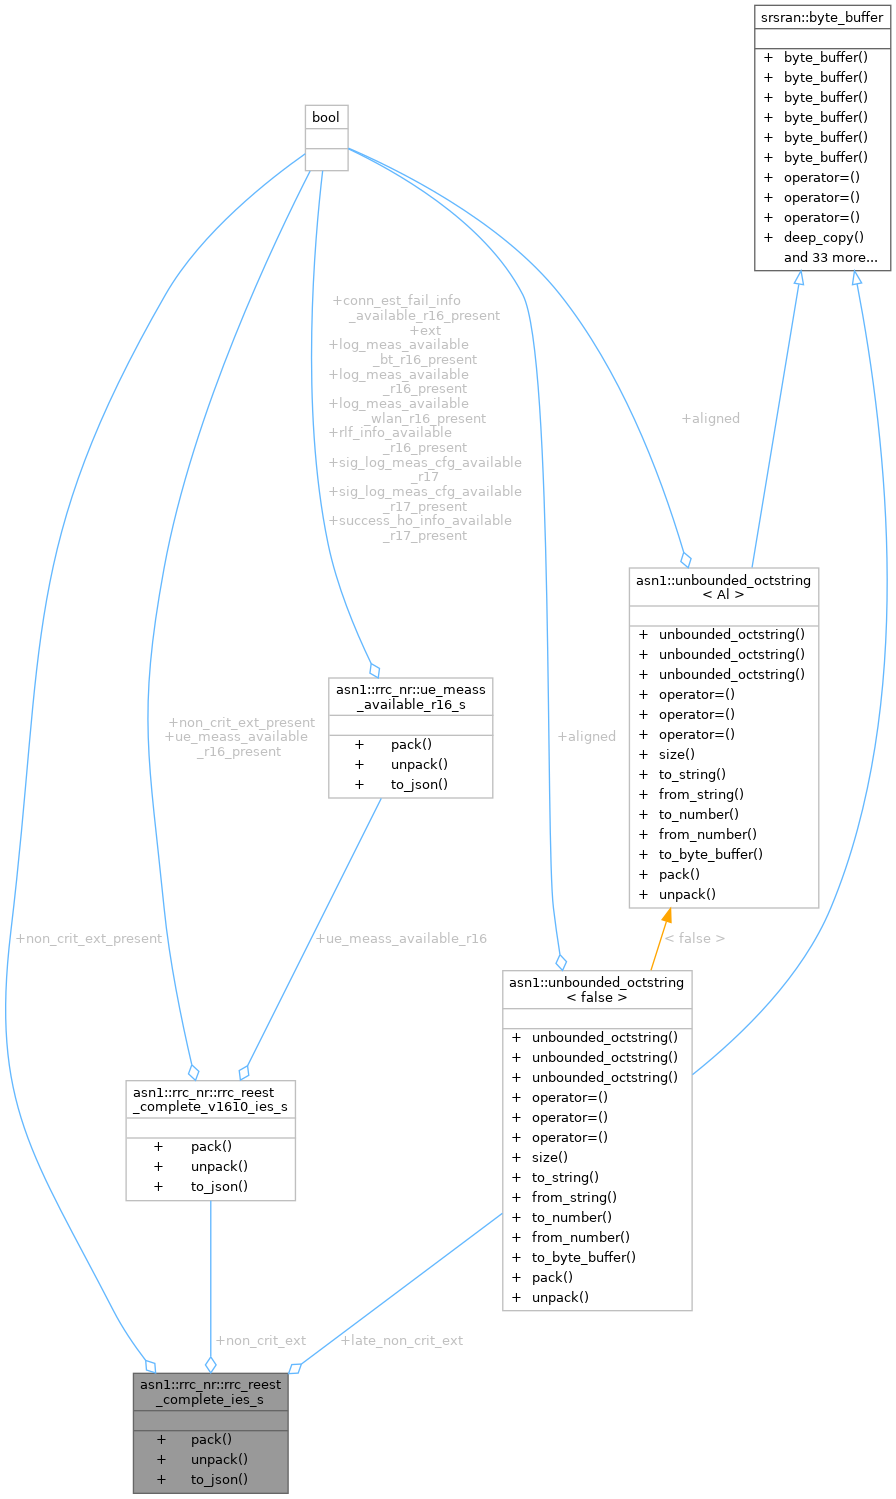 srsran::byte_buffer
+ byte_buffer()
+ byte_buffer()
+ byte_buffer()
+ byte_buffer()
+ byte_buffer()
+ byte_buffer()
+ operator=()
+ operator=()
+ operator=()
+ deep_copy()
and 33 more...
bool
+conn_est_fail_info
_available_r16_present
+ext
+log_meas_available
_bt_r16_present
+log_meas_available
_r16_present
+log_meas_available
_wlan_r16_present
+rlf_info_available
_r16_present
+sig_log_meas_cfg_available
_r17
+sig_log_meas_cfg_available
_r17_present
+success_ho_info_available
_r17_present
+aligned
asn1::unbounded_octstring
< Al >
+ unbounded_octstring()
+ unbounded_octstring()
+ unbounded_octstring()
+ operator=()
+ operator=()
+ operator=()
+ size()
+ to_string()
+ from_string()
+ to_number()
+ from_number()
+ to_byte_buffer()
+ pack()
+ unpack()
asn1::rrc_nr::ue_meass
_available_r16_s
+ pack()
+ unpack()
+ to_json()
+non_crit_ext_present
+ue_meass_available
_r16_present
+aligned
+non_crit_ext_present
+ue_meass_available_r16
< false >
asn1::unbounded_octstring
< false >
+ unbounded_octstring()
+ unbounded_octstring()
+ unbounded_octstring()
+ operator=()
+ operator=()
+ operator=()
+ size()
+ to_string()
+ from_string()
+ to_number()
+ from_number()
+ to_byte_buffer()
+ pack()
+ unpack()
asn1::rrc_nr::rrc_reest
_complete_v1610_ies_s
+ pack()
+ unpack()
+ to_json()
+non_crit_ext
+late_non_crit_ext
asn1::rrc_nr::rrc_reest
_complete_ies_s
+ pack()
+ unpack()
+ to_json()